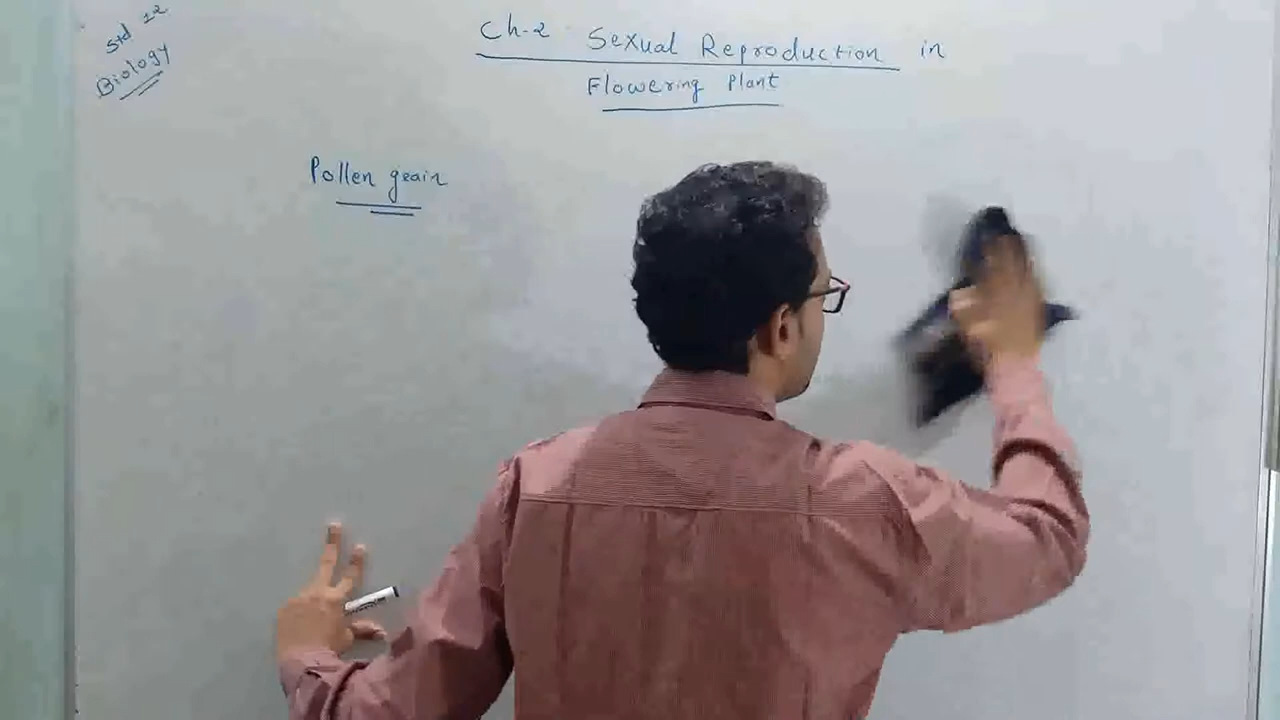 Std 12
Biology
Ch-2 Sexual Reproduction in
Flowering Plant
Pollen grain